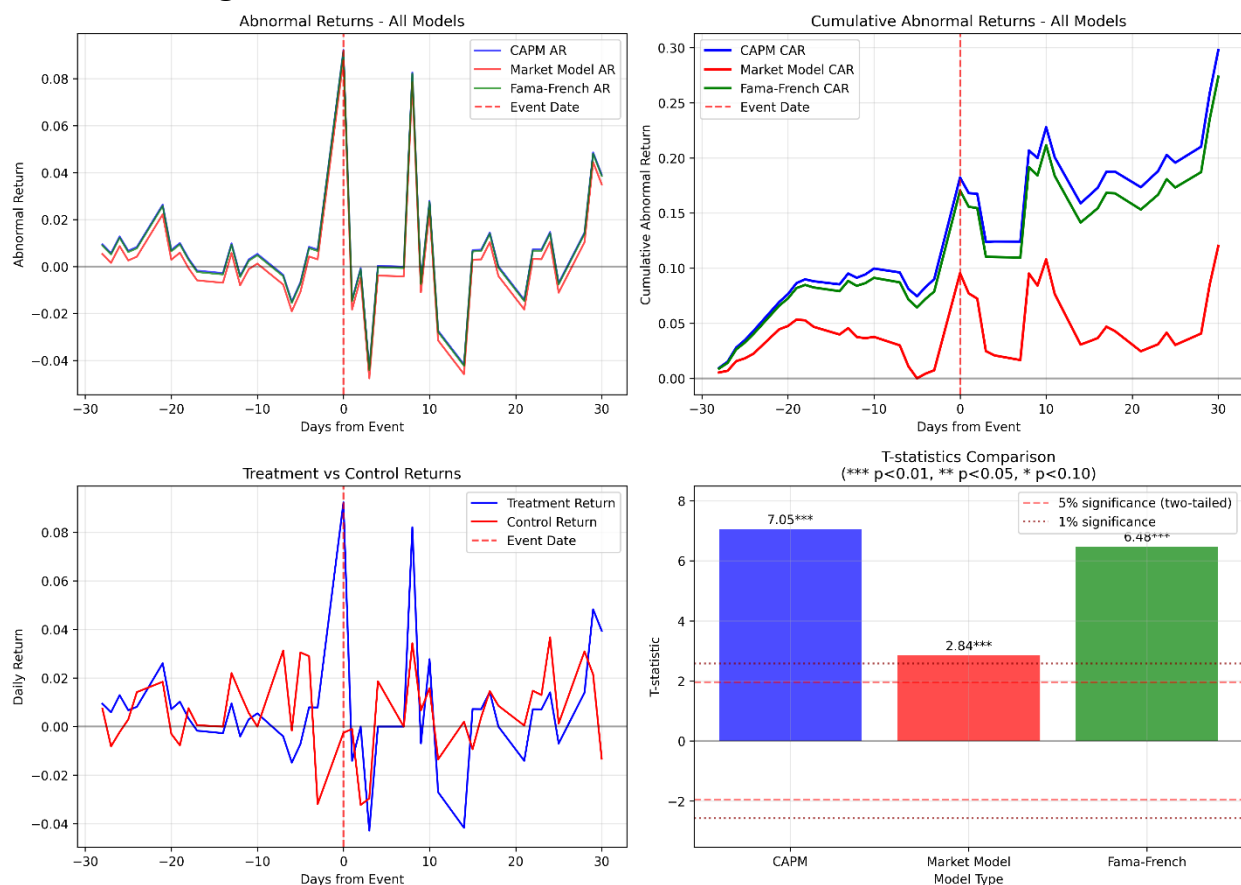 Abnormal Returns - All Models
CAPM AR
Market Model AR
Fama-French AR
Event Date
Abnormal Return
0.08
0.06
0.04
0.02
0.00
−0.02
−0.04
−30
−20
−10
0
10
20
30
Days from Event
Cumulative Abnormal Returns - All Models
CAPM CAR
Market Model CAR
Fama-French CAR
Event Date
Cumulative Abnormal Return
0.30
0.25
0.20
0.15
0.10
0.05
0.00
−30
−20
−10
0
10
20
30
Days from Event
Treatment vs Control Returns
Treatment Return
Control Return
Event Date
Daily Return
0.08
0.06
0.04
0.02
0.00
−0.02
−0.04
−30
−20
−10
0
10
20
30
Days from Event
T-statistics Comparison
(*** p<0.01, ** p<0.05, * p<0.10)
5% significance (two-tailed)
1% significance
T-statistic
8
6
4
2
0
−2
7.05***
2.84***
6.48***
CAPM
Market Model
Fama-French
Model Type